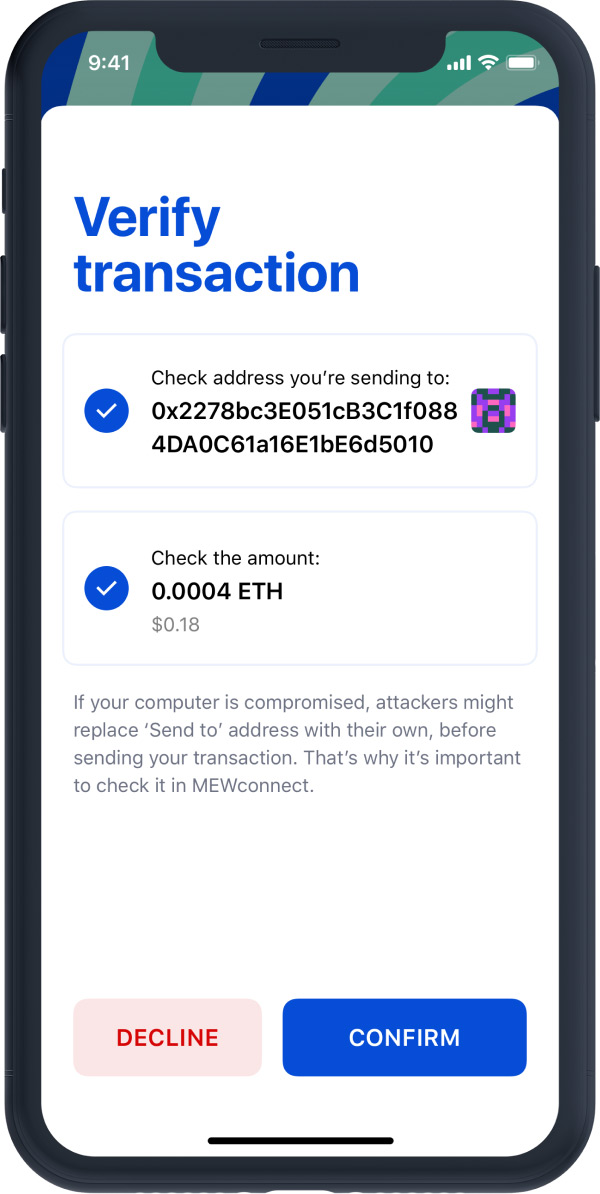 9:41
Verify
transaction
Check address you’re sending to:
0x2278bc3E051cB3C1f088
4DA0C61a16E1bE6d5010
Check the amount:
0.0004 ETH
$0.18
If your computer is compromised, attackers might
replace ‘Send to’ address with their own, before
sending your transaction. That’s why it’s important
to check it in MEWconnect.
DECLINE CONFIRM